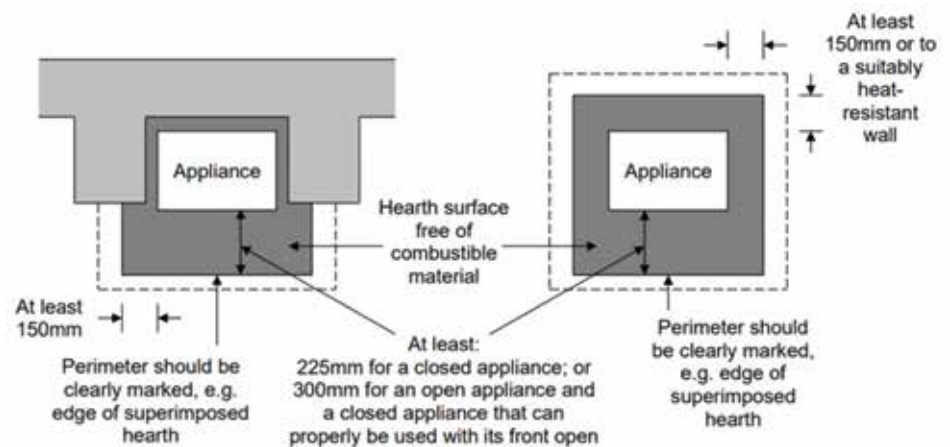 At least
150mm or to
a suitably
heat-
resistant
wall
Appliance
Appliance
Hearth surface
free of
combustible
material
At least
150mm
Perimeter should be
clearly marked, e.g.
edge of superimposed
hearth
At least:
225mm for a closed appliance; or
300mm for an open appliance and
a closed appliance that can
properly be used with its front open
Perimeter should
be clearly marked,
e.g. edge of
superimposed
hearth